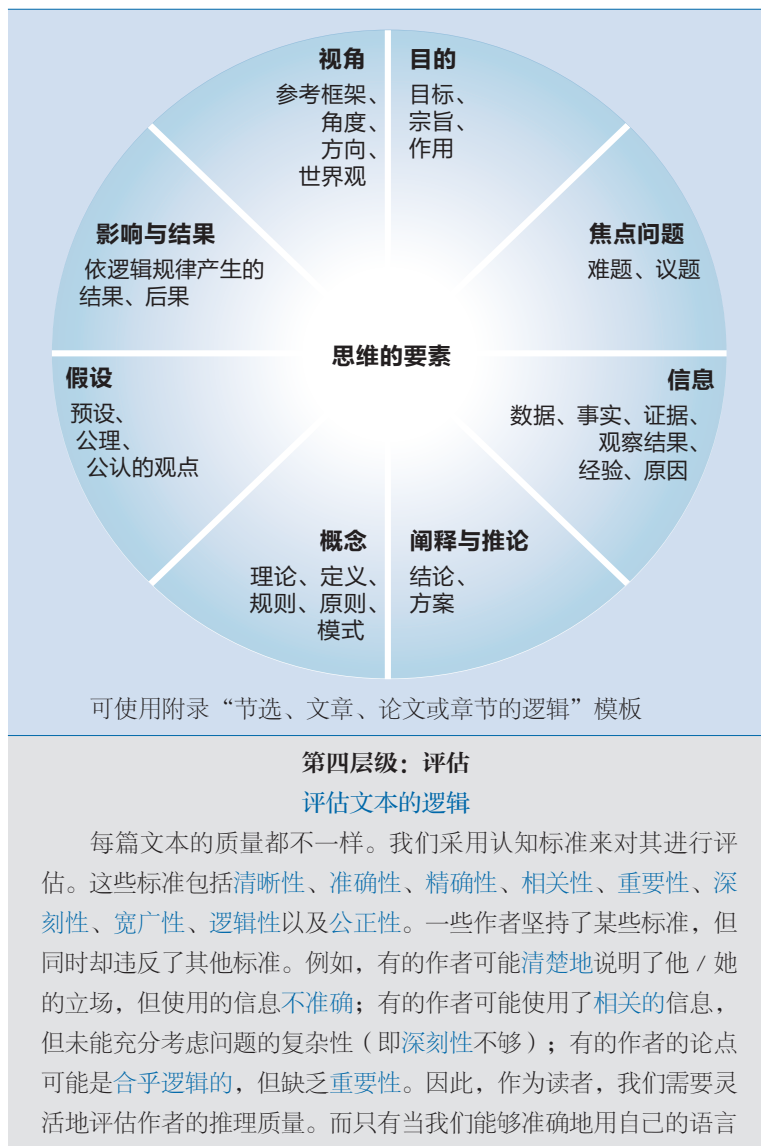 视角
参考框架、
角度、
方向、
世界观
目的
目标、
宗旨、
作用
焦点问题
难题、议题
信息
数据、事实、证据、
观察结果、
经验、原因
阐释与推论
结论、
方案
概念
理论、定义、
规则、原则、
模式
假设
预设、
公理、
公认的观点
影响与结果
依逻辑规律产生的
结果、后果
思维的要素
可使用附录“节选、文章、论文或章节的逻辑”模板
第四层级：评估
评估文本的逻辑
每篇文本的质量都不一样。我们采用认知标准来对其进行评
估。这些标准包括清晰性、准确性、精确性、相关性、重要性、深
刻性、宽广性、逻辑性以及公正性。一些作者坚持了某些标准，但
同时却违反了其他标准。例如，有的作者可能清楚地说明了他 / 她
的立场，但使用的信息不准确；有的作者可能使用了相关的信息，
但未能充分考虑问题的复杂性（即深刻性不够）；有的作者的论点
可能是合乎逻辑的，但缺乏重要性。因此，作为读者，我们需要灵
活地评估作者的推理质量。而只有当我们能够准确地用自己的语言